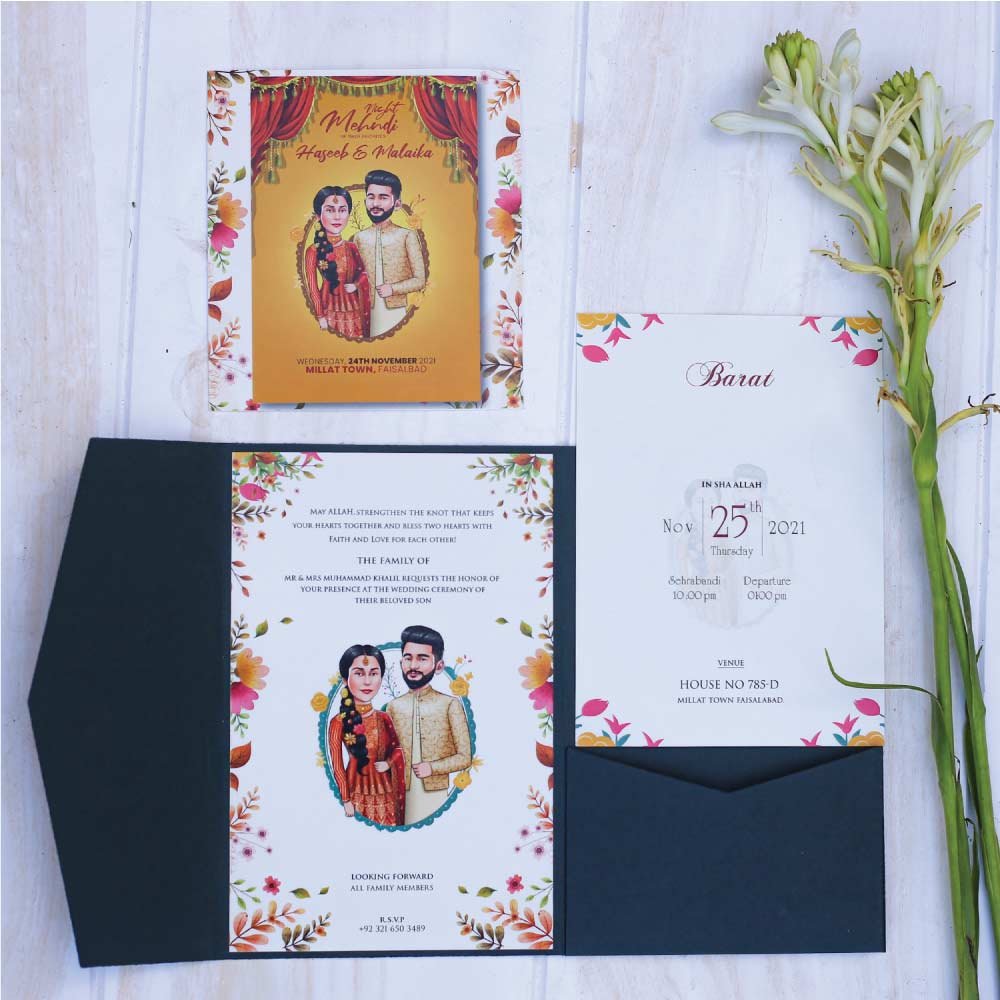 Night
Mehndi
Haseeb & Malaika
WEDNESDAY, 24TH NOVEMBER 2021
MILLAT TOWN, FAISALBAD
MAY ALLAH, STRENGTHEN THE KNOT THAT KEEPS
YOUR HEARTS TOGETHER AND BLESS TWO HEARTS WITH
FAITH AND LOVE FOR EACH OTHER!
THE FAMILY OF
MR & MRS MUHAMMAD KHALIL REQUESTS THE HONOR OF
YOUR PRESENCE AT THE WEDDING CEREMONY OF
THEIR BELOVED SON
LOOKING FORWARD
ALL FAMILY MEMBERS
R.S.V.P
+92 321 650 3489
Barat
IN SHA ALLAH
Nov 25th 2021
Thursday
Sehrabandi Departure
10:00 pm 01:00 pm
VENUE
HOUSE NO 785-D
MILLAT TOWN FAISALABAD.